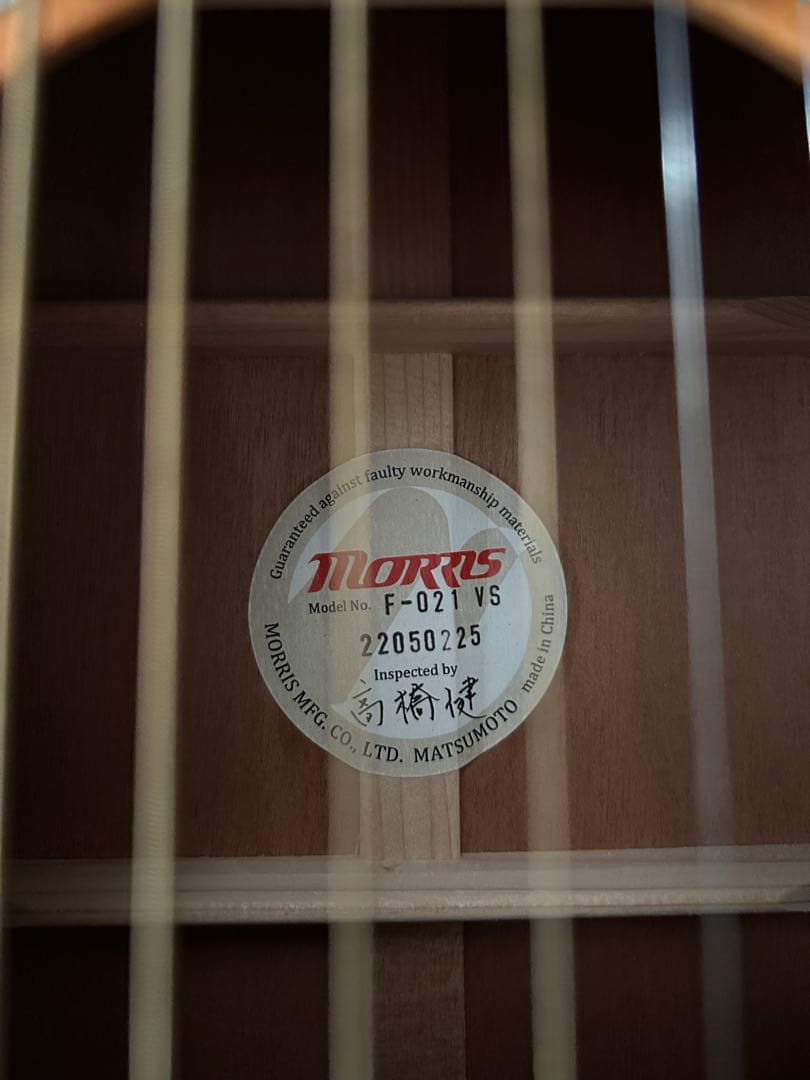 Guaranteed against faulty workmanship materials
MORRIS
Model No. F-021 VS
22050225
Inspected by
高橋健
MORRIS MFG. CO., LTD. MATSUMOTO
made in China